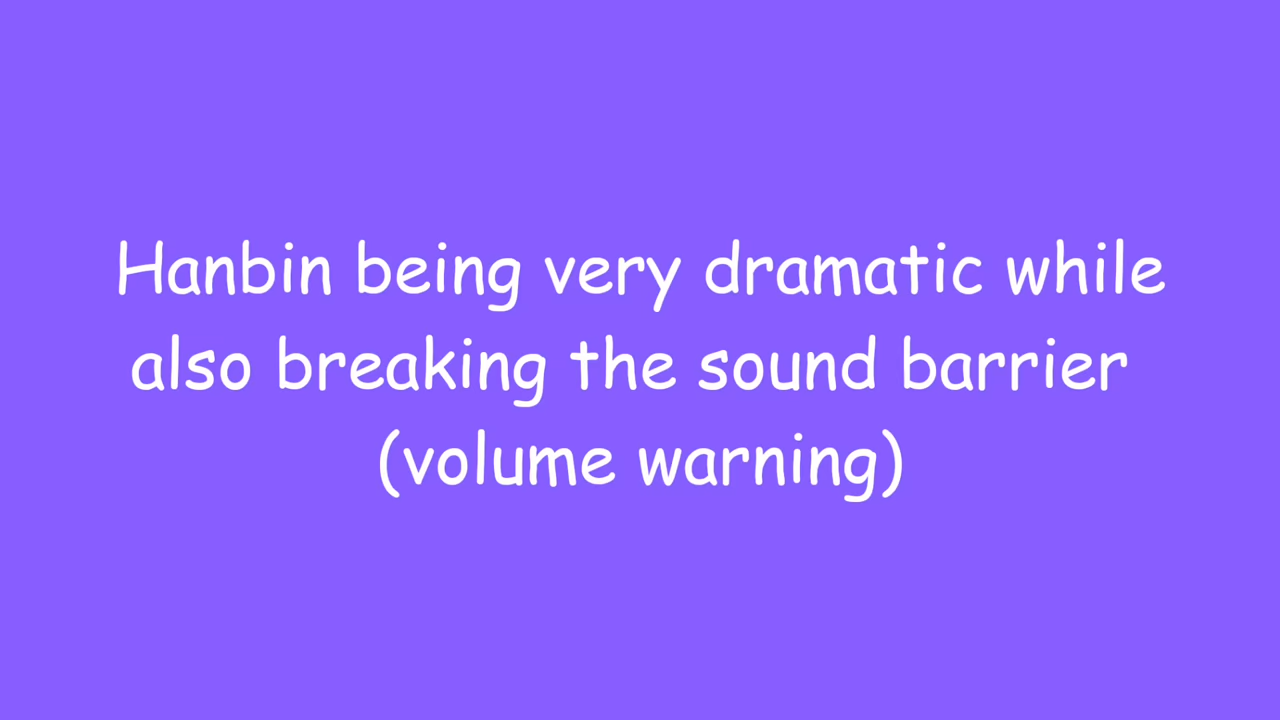 Hanbin being very dramatic while
also breaking the sound barrier
(volume warning)